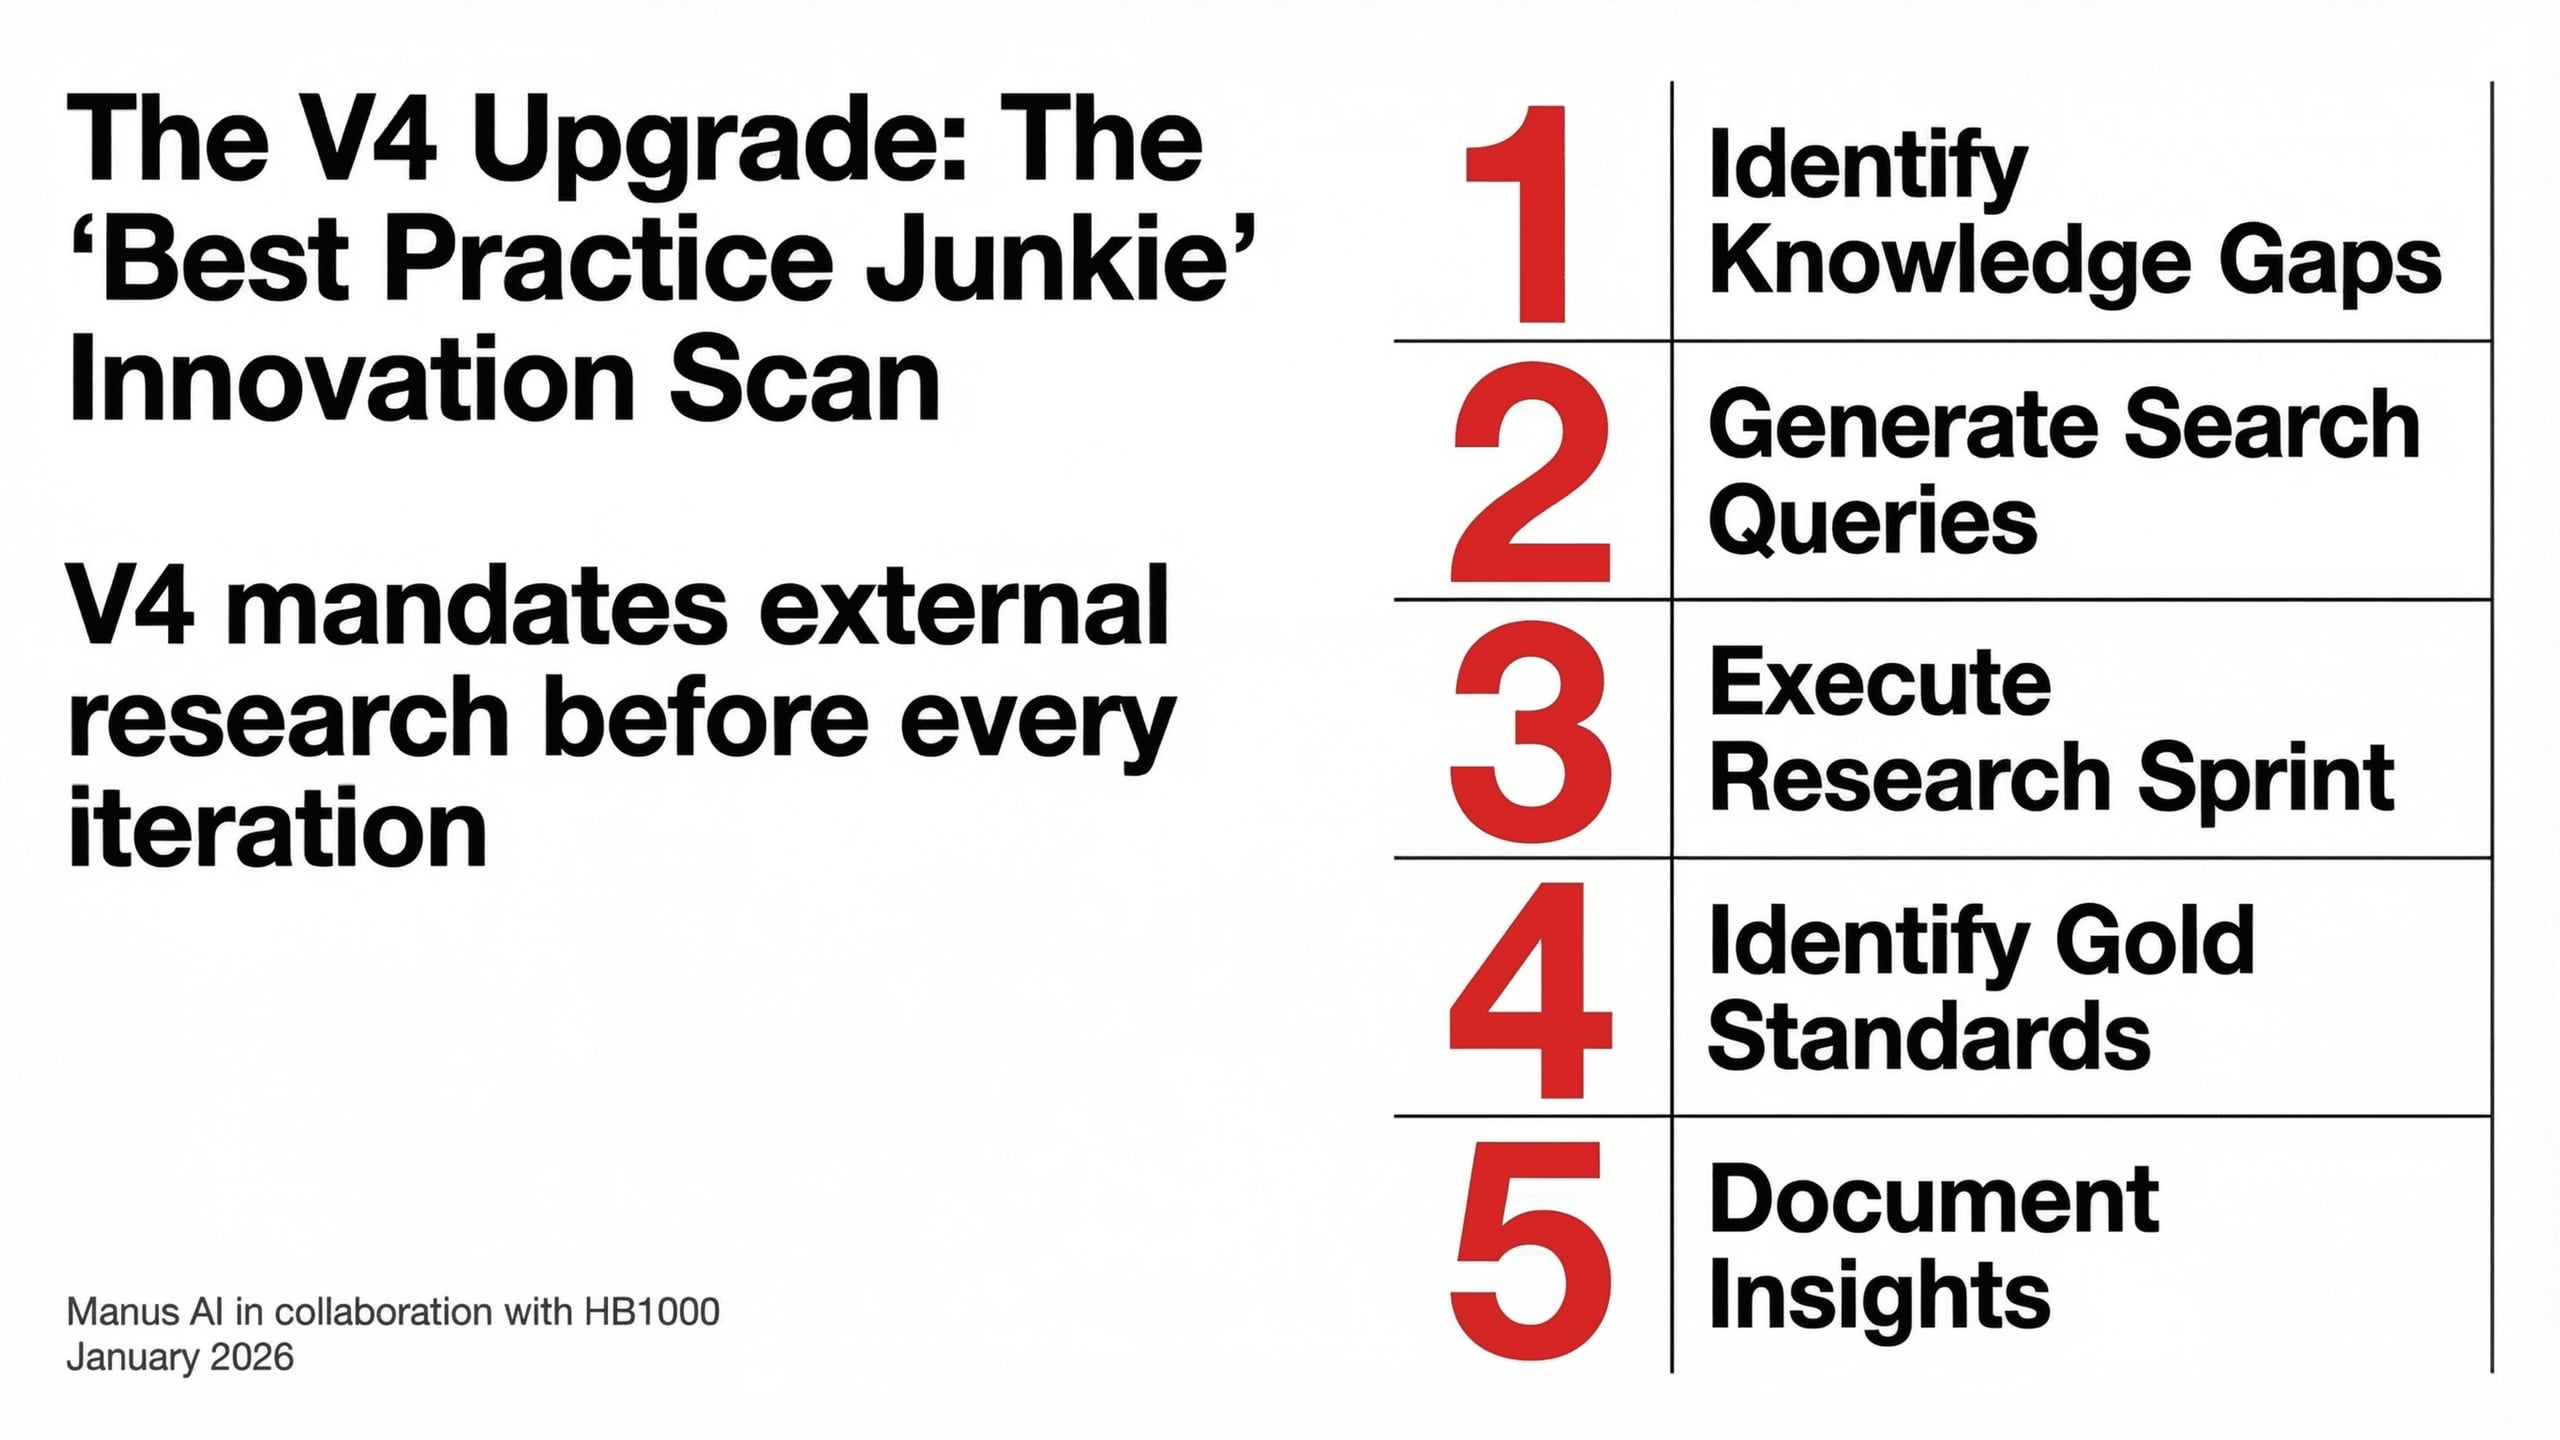 The V4 Upgrade: The
‘Best Practice Junkie’
Innovation Scan
V4 mandates external
research before every
iteration
Manus AI in collaboration with HB1000
January 2026
1
Identify
Knowledge Gaps
2
Generate Search
Queries
3
Execute
Research Sprint
4
Identify Gold
Standards
5
Document
Insights